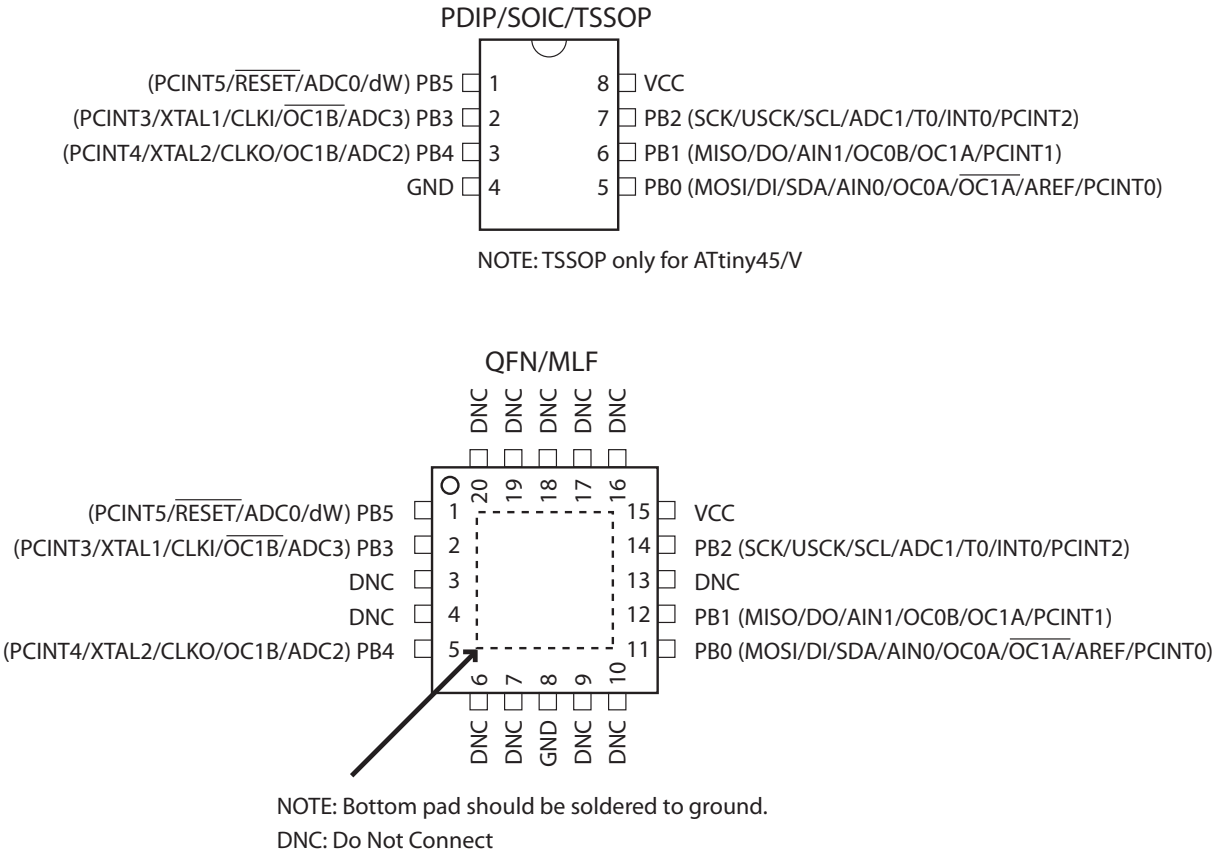 PDIP/SOIC/TSSOP
(PCINT5/RESET/ADC0/dW) PB5 1 8 VCC
(PCINT3/XTAL1/CLKI/OC1B/ADC3) PB3 2 7 PB2 (SCK/USCK/SCL/ADC1/T0/INT0/PCINT2)
(PCINT4/XTAL2/CLKO/OC1B/ADC2) PB4 3 6 PB1 (MISO/DO/AIN1/OC0B/OC1A/PCINT1)
GND 4 5 PB0 (MOSI/DI/SDA/AIN0/OC0A/OC1A/AREF/PCINT0)
NOTE: TSSOP only for ATtiny45/V
QFN/MLF
DNC DNC DNC DNC DNC
20 19 18 17 16
(PCINT5/RESET/ADC0/dW) PB5 1 15 VCC
(PCINT3/XTAL1/CLKI/OC1B/ADC3) PB3 2 14 PB2 (SCK/USCK/SCL/ADC1/T0/INT0/PCINT2)
DNC 3 13 DNC
DNC 4 12 PB1 (MISO/DO/AIN1/OC0B/OC1A/PCINT1)
(PCINT4/XTAL2/CLKO/OC1B/ADC2) PB4 5 11 PB0 (MOSI/DI/SDA/AIN0/OC0A/OC1A/AREF/PCINT0)
6 7 8 9 10
DNC DNC GND DNC DNC
NOTE: Bottom pad should be soldered to ground.
DNC: Do Not Connect